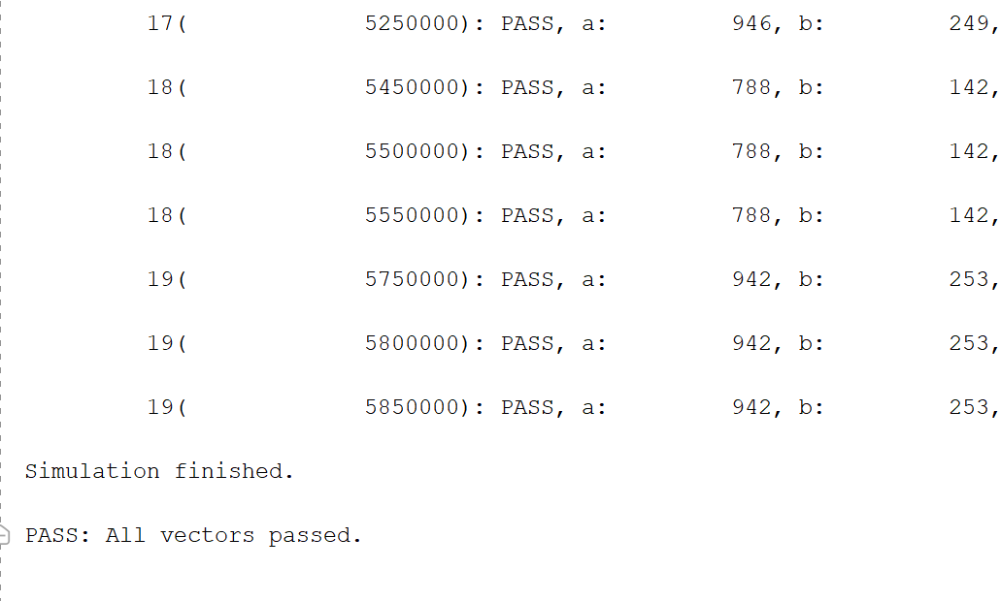 17( 5250000): PASS, a: 946, b: 249,
18( 5450000): PASS, a: 788, b: 142,
18( 5500000): PASS, a: 788, b: 142,
18( 5550000): PASS, a: 788, b: 142,
19( 5750000): PASS, a: 942, b: 253,
19( 5800000): PASS, a: 942, b: 253,
19( 5850000): PASS, a: 942, b: 253,
Simulation finished.
PASS: All vectors passed.